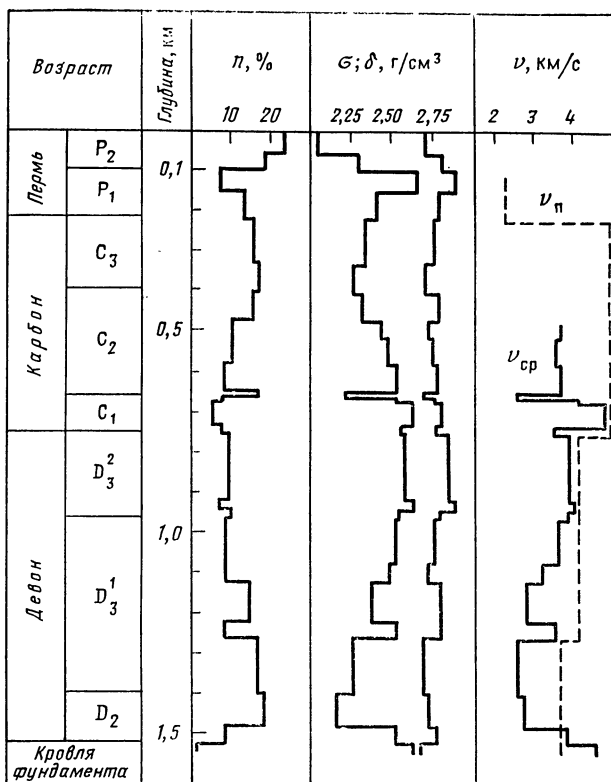 Возраст
Глубина, км
n, %
10 20
σ; δ, г/см³
2,25 2,50 2,75
v, км/с
2 4
Пермь
P₂
0,1
P₁
vп
Карбон
C₃
0,5
C₂
vср
C₁
Девон
D₃²
1,0
D₃¹
D₂
1,5
Кровля
фундамента